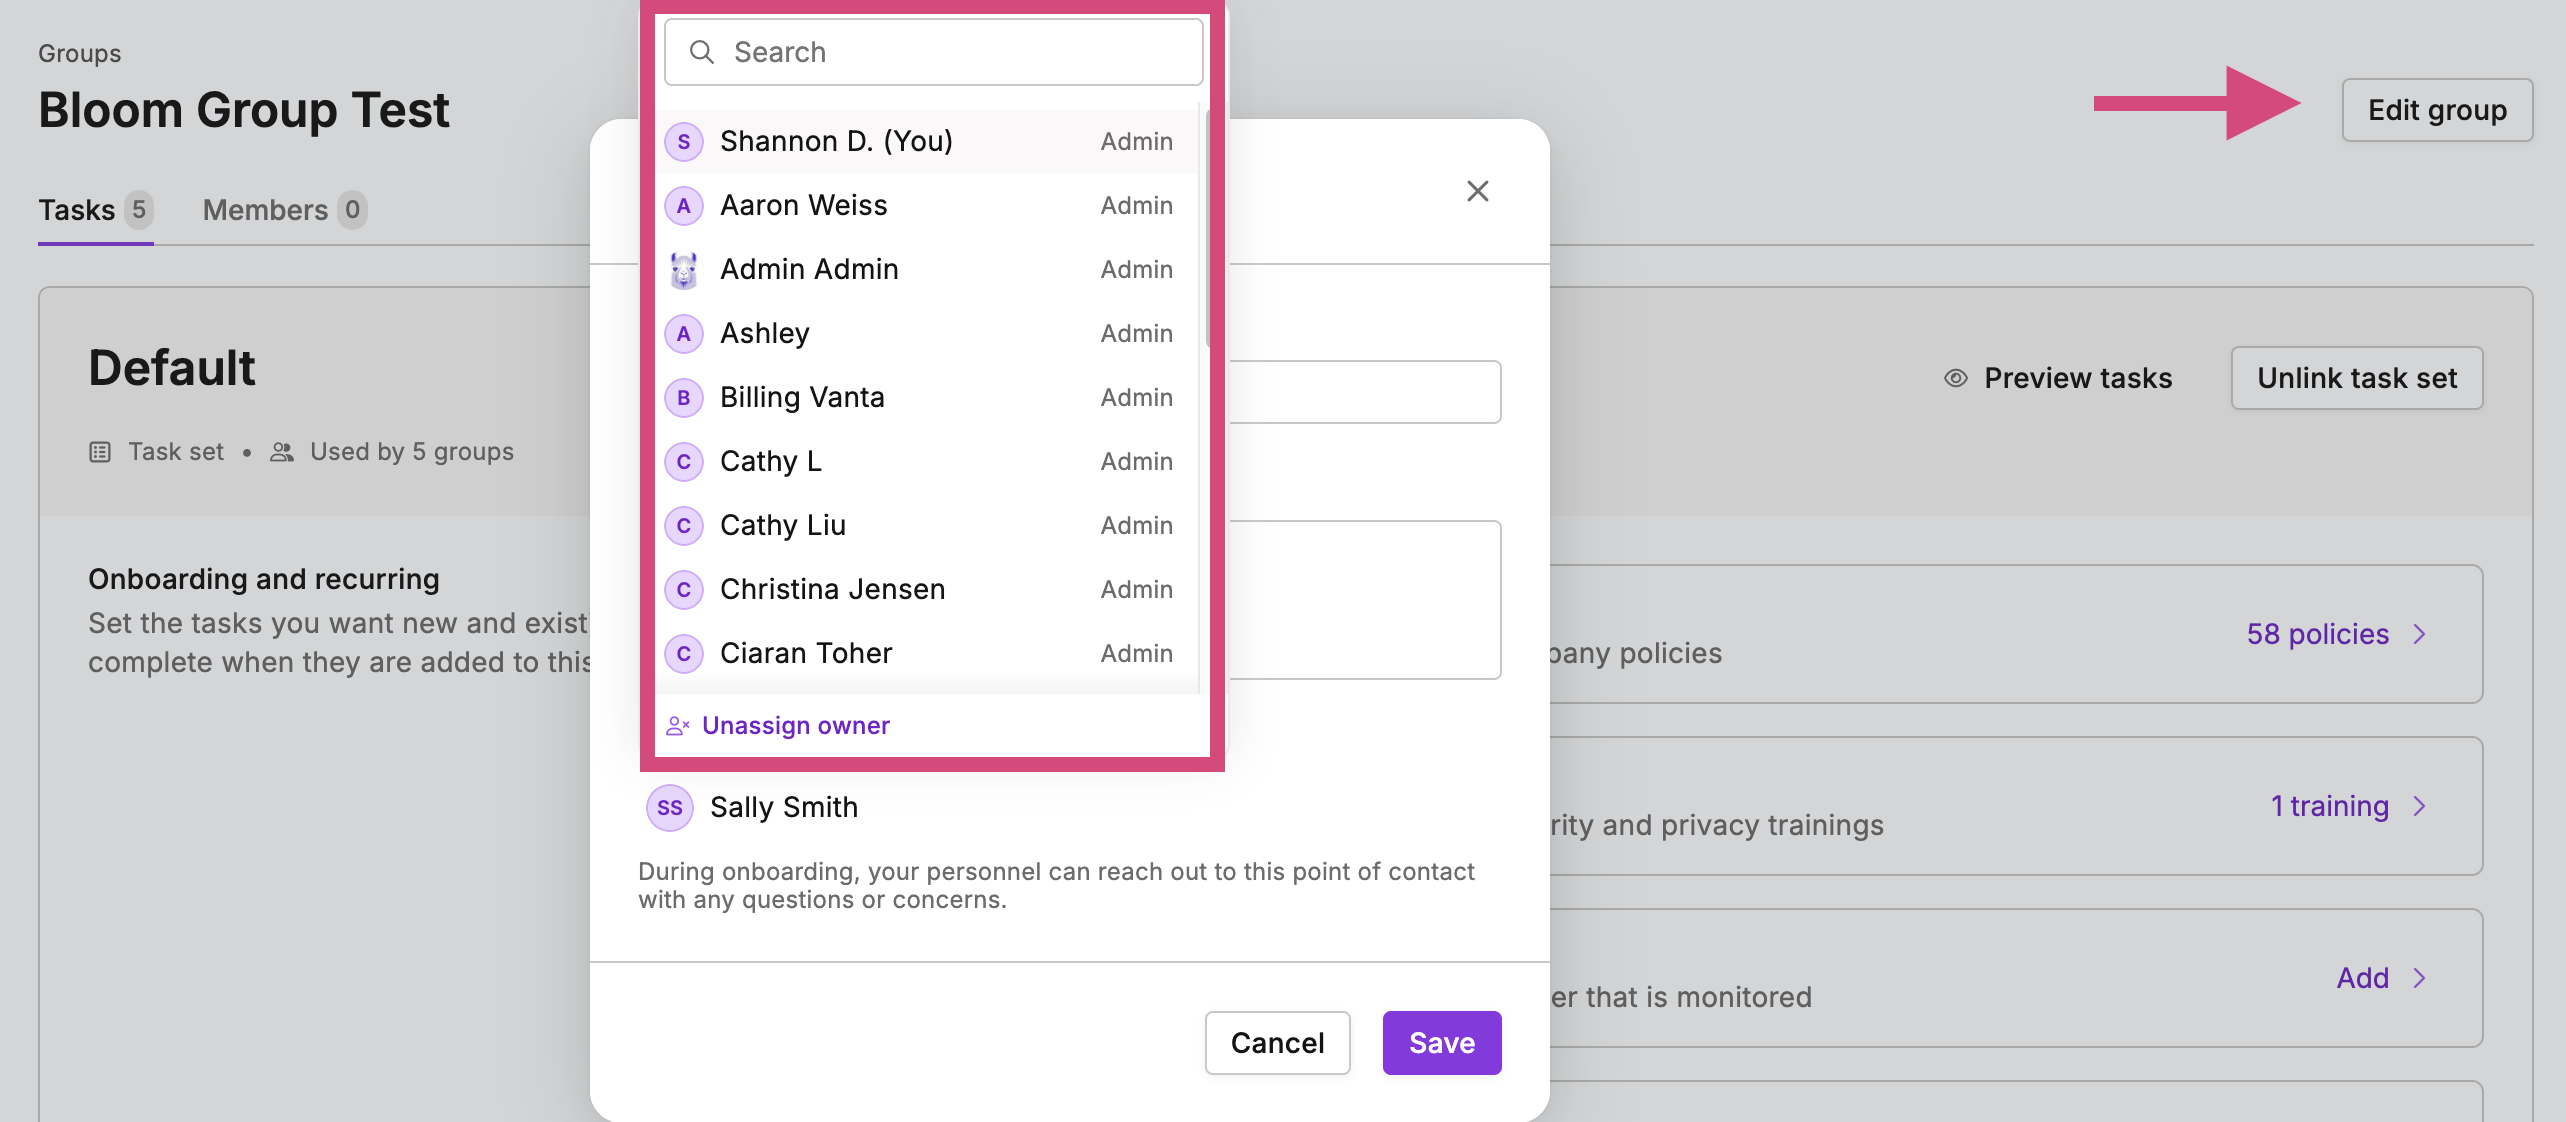 Groups
Bloom Group Test
Edit group
Tasks 5
Members 0
Search
S Shannon D. (You) Admin
A Aaron Weiss Admin
Admin Admin Admin
A Ashley Admin
B Billing Vanta Admin
C Cathy L Admin
C Cathy Liu Admin
C Christina Jensen Admin
C Ciaran Toher Admin
Unassign owner
SS Sally Smith
During onboarding, your personnel can reach out to this point of contact
with any questions or concerns.
Cancel
Save
Default
Task set • Used by 5 groups
Preview tasks
Unlink task set
Onboarding and recurring
Set the tasks you want new and
complete when they are added to
policies
58 policies
and privacy trainings
1 training
that is monitored
Add